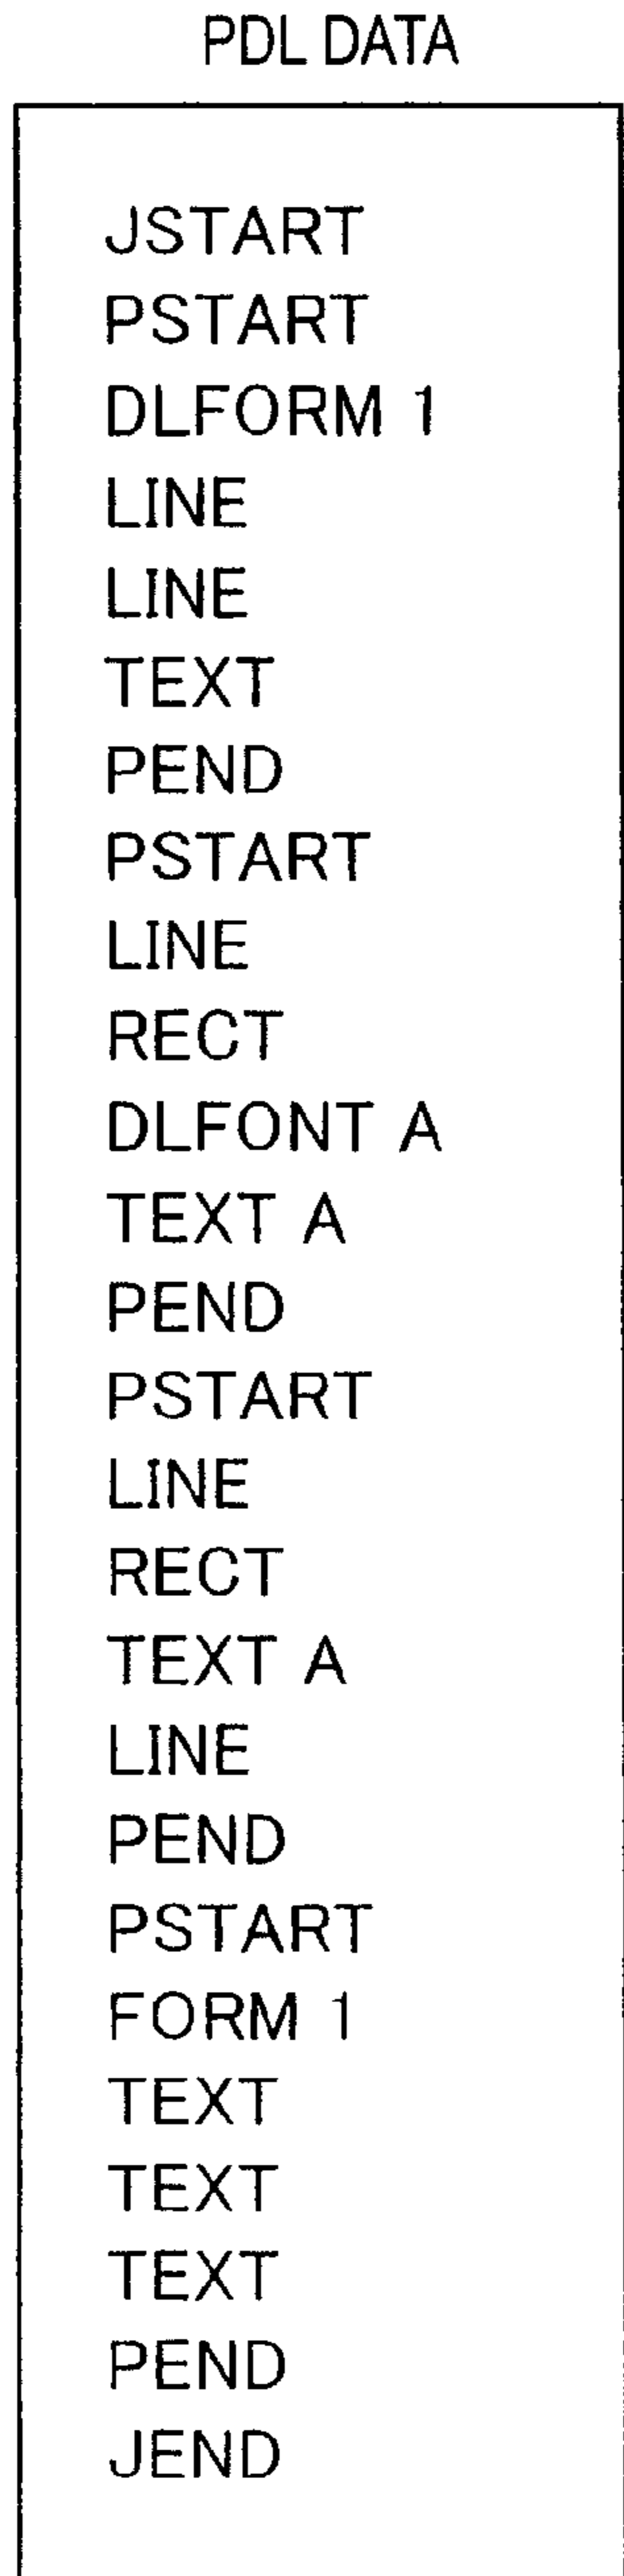 PDL DATA
JSTART
PSTART
DLFORM 1
LINE
LINE
TEXT
PEND
PSTART
LINE
RECT
DLFONT A
TEXT A
PEND
PSTART
LINE
RECT
TEXT A
LINE
PEND
PSTART
FORM 1
TEXT
TEXT
TEXT
PEND
JEND